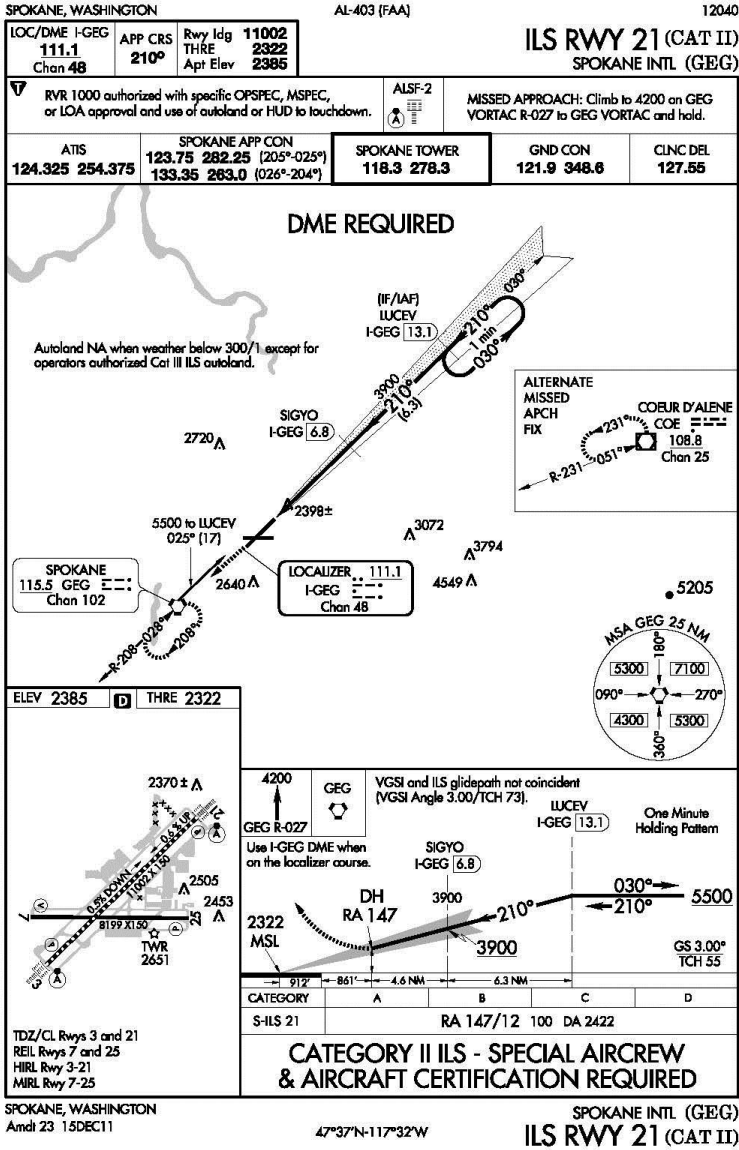 SPOKANE, WASHINGTON
AL-403 (FAA)
12040
LOC/DME I-GEG
111.1
Chan 48
APP CRS
210°
Rwy ldg 11002
THRE 2322
Apt Elev 2385
ILS RWY 21 (CAT II)
SPOKANE INTL (GEG)
T
RVR 1000 authorized with specific OPSPEC, MSPEC,
or LOA approval and use of autoland or HUD to touchdown.
ALSF-2
A
MISSED APPROACH: Climb to 4200 on GEG
VORTAC R-027 to GEG VORTAC and hold.
ATIS
124.325 254.375
SPOKANE APP CON
123.75 282.25 (205°-025°)
133.35 263.0 (026°-204°)
SPOKANE TOWER
118.3 278.3
GND CON
121.9 348.6
CLNC DEL
127.55
DME REQUIRED
(IF/IAF)
LUCEV
I-GEG 13.1
030°
210°
1 min
030°
Autoland NA when weather below 300/1 except for
operators authorized Cat III ILS autoland.
3900
210°
(6.3)
SIGYO
I-GEG 6.8
ALTERNATE
MISSED
APCH
FIX
COEUR D'ALENE
COE
108.8
Chan 25
231°
R-231
051°
2720
2398±
5500 to LUCEV
025° (17)
3072
3794
4549
2640
SPOKANE
115.5 GEG
Chan 102
LOCALIZER 111.1
I-GEG
Chan 48
5205
R-208
028°
208°
MSA GEG 25 NM
180°
5300
7100
090°
270°
4300
5300
360°
ELEV 2385
D
THRE 2322
2370±
21
A
0.6% UP
0.5% DOWN
11002 X 150
2505
2453
7
8199 X150
25
V
P
TWR
2651
3
A
TDZ/CL Rwys 3 and 21
REIL Rwys 7 and 25
HIRL Rwy 3-21
MIRL Rwy 7-25
4200
GEG R-027
GEG
VGSI and ILS glidepath not coincident
(VGSI Angle 3.00/TCH 73).
Use I-GEG DME when
on the localizer course.
LUCEV
I-GEG 13.1
One Minute
Holding Pattern
SIGYO
I-GEG 6.8
3900
030°
210°
5500
DH
RA 147
210°
3900
2322
MSL
GS 3.00°
TCH 55
912'
861'
4.6 NM
6.3 NM
CATEGORY
A
B
C
D
S-ILS 21
RA 147/12 100 DA 2422
CATEGORY II ILS - SPECIAL AIRCREW
& AIRCRAFT CERTIFICATION REQUIRED
SPOKANE, WASHINGTON
Amdt 23 15DEC11
47°37'N-117°32'W
SPOKANE INTL (GEG)
ILS RWY 21 (CAT II)